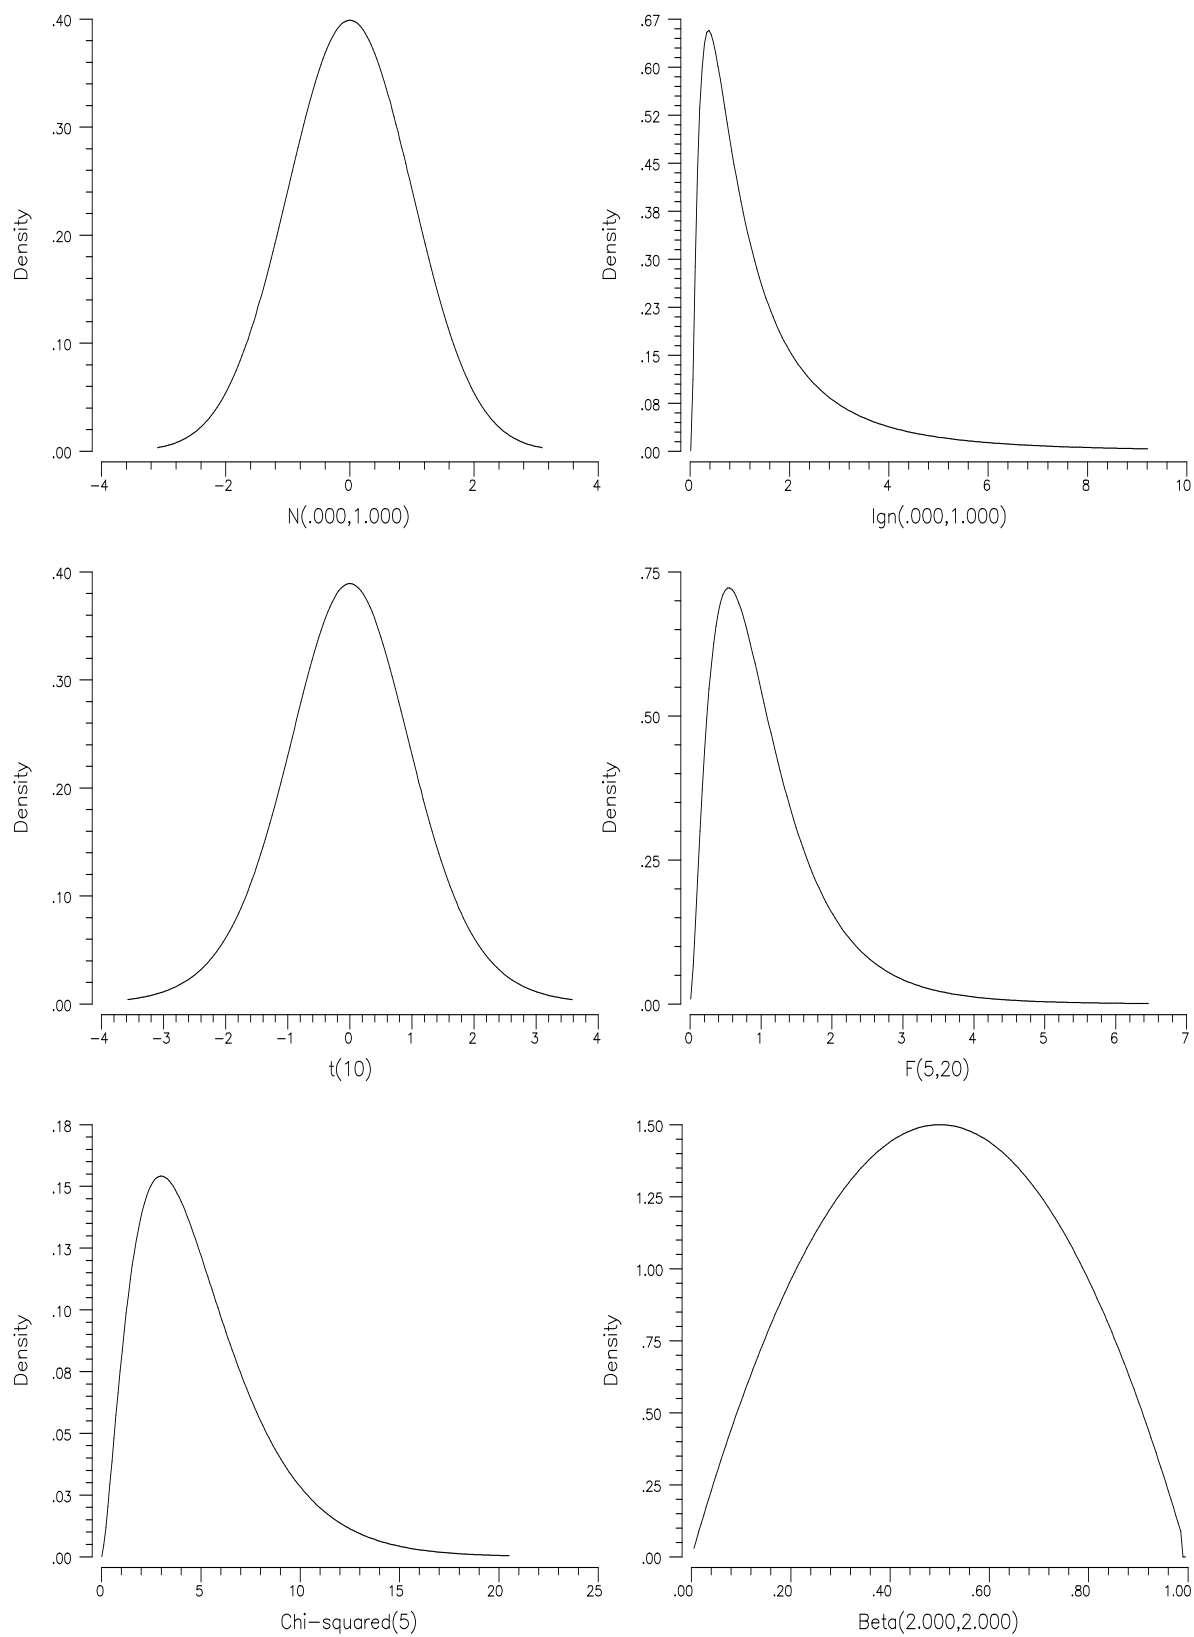 .40
.30
.20
.10
.00
Density
−4 −2 0 2 4
N(.000,1.000)
.67
.60
.52
.45
.38
.30
.23
.15
.08
.00
Density
0 2 4 6 8 10
lgn(.000,1.000)
.40
.30
.20
.10
.00
Density
−4 −3 −2 −1 0 1 2 3 4
t(10)
.75
.50
.25
.00
Density
0 1 2 3 4 5 6 7
F(5,20)
.18
.15
.13
.10
.08
.05
.03
.00
Density
0 5 10 15 20 25
Chi−squared(5)
1.50
1.25
1.00
.75
.50
.25
.00
Density
.00 .20 .40 .60 .80 1.00
Beta(2.000,2.000)